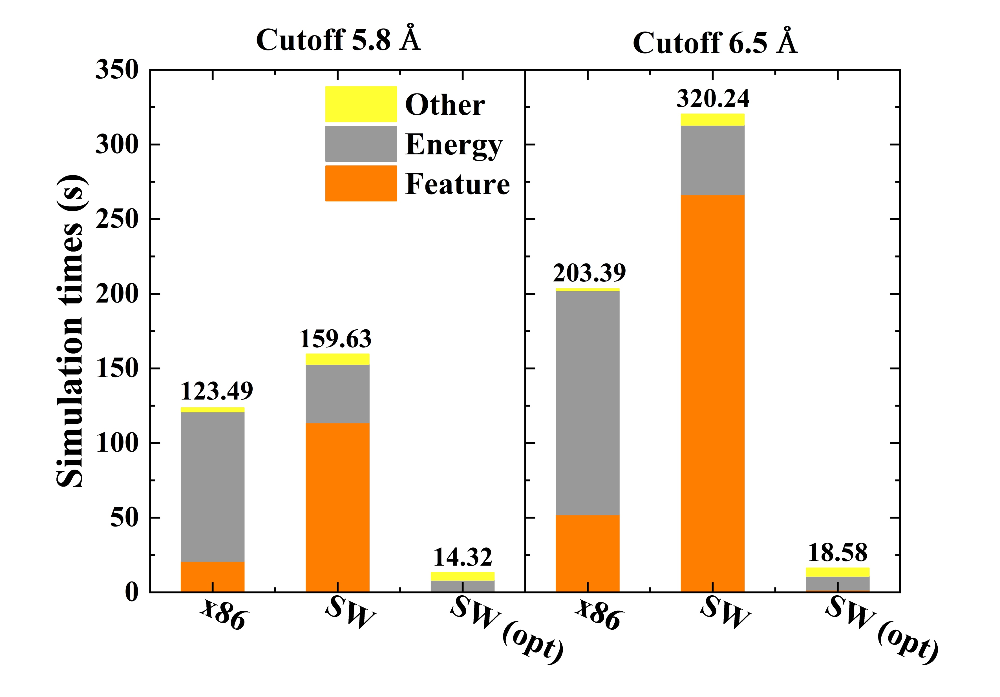 Cutoff 5.8 Å
Cutoff 6.5 Å
Simulation times (s)
350
300
250
200
150
100
50
0
Other
Energy
Feature
123.49
159.63
14.32
203.39
320.24
18.58
x86
SW
SW (opt)
x86
SW
SW (opt)